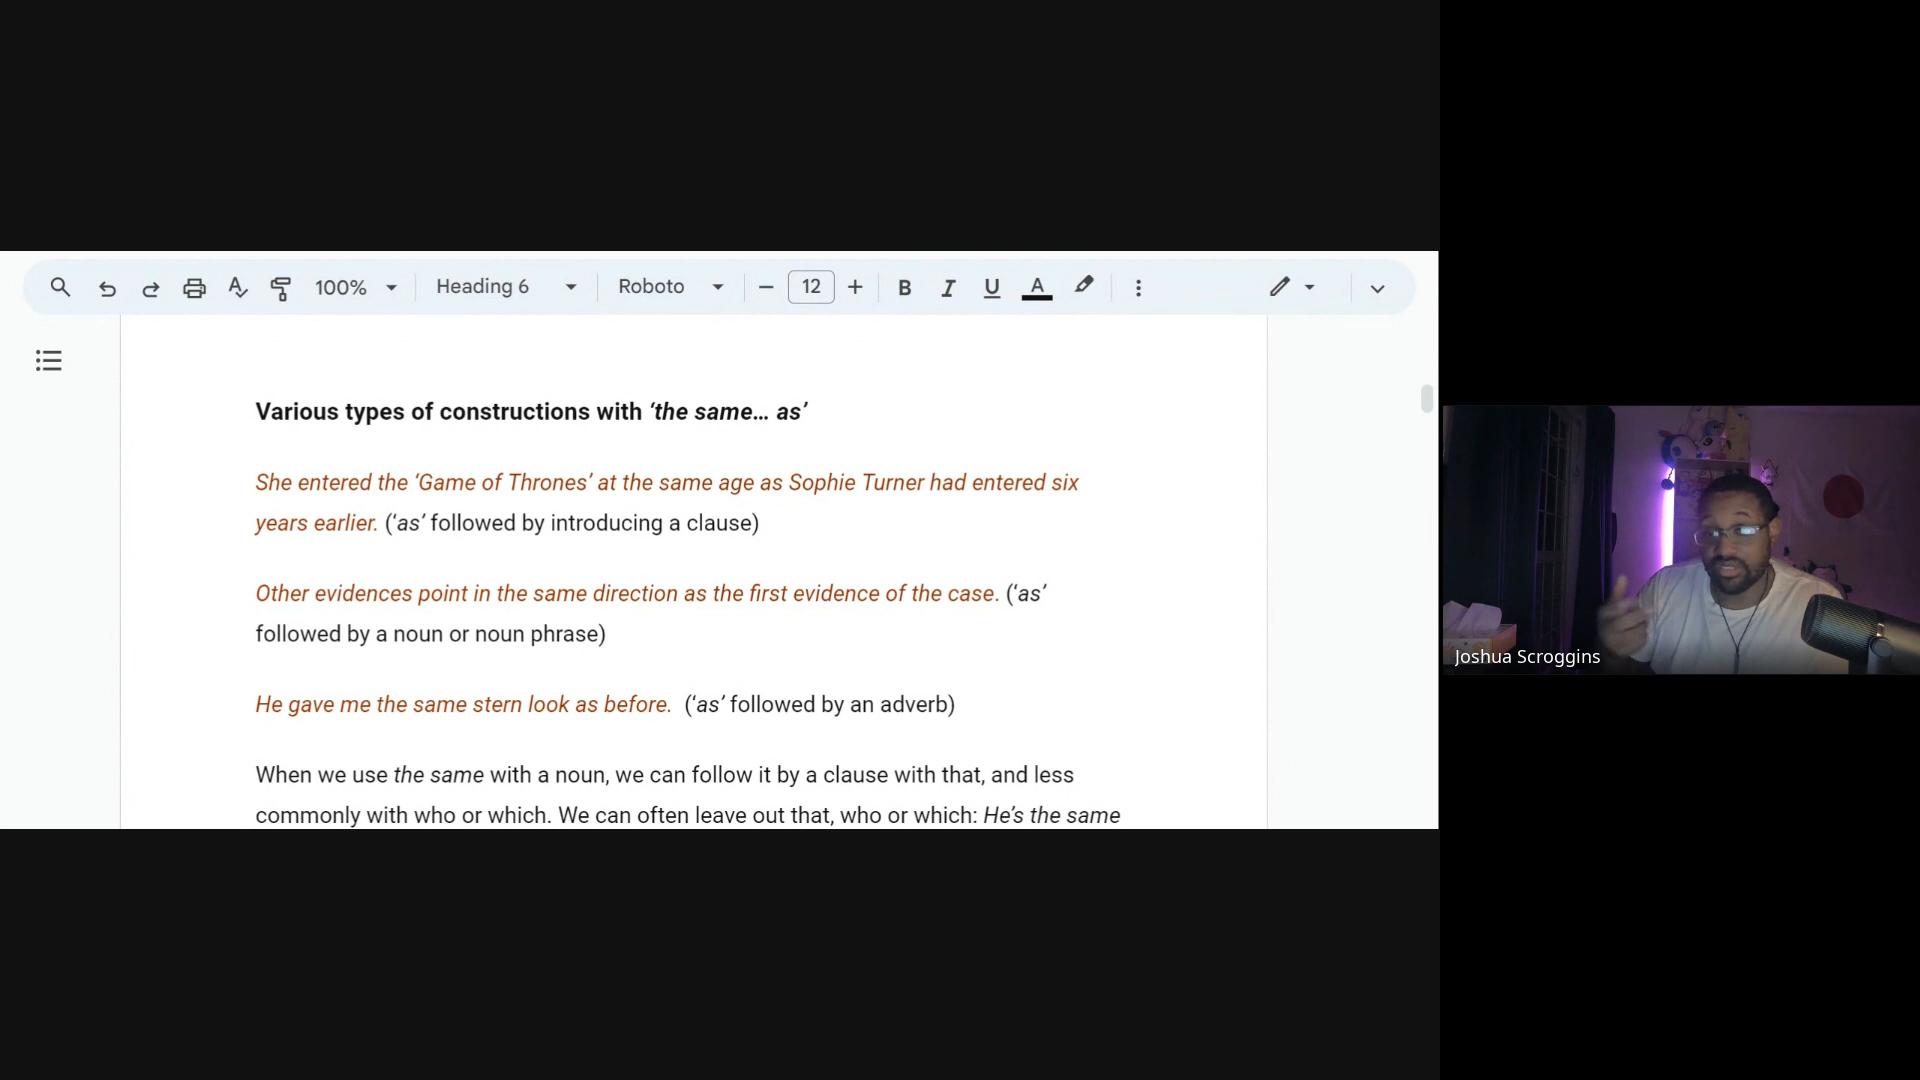 100%
Heading 6
Roboto
12
B
I
U
A
Various types of constructions with ‘the same… as’
She entered the ‘Game of Thrones’ at the same age as Sophie Turner had entered six
years earlier. (‘as’ followed by introducing a clause)
Other evidences point in the same direction as the first evidence of the case. (‘as’
followed by a noun or noun phrase)
He gave me the same stern look as before. (‘as’ followed by an adverb)
When we use the same with a noun, we can follow it by a clause with that, and less
commonly with who or which. We can often leave out that, who or which: He’s the same
Joshua Scroggins